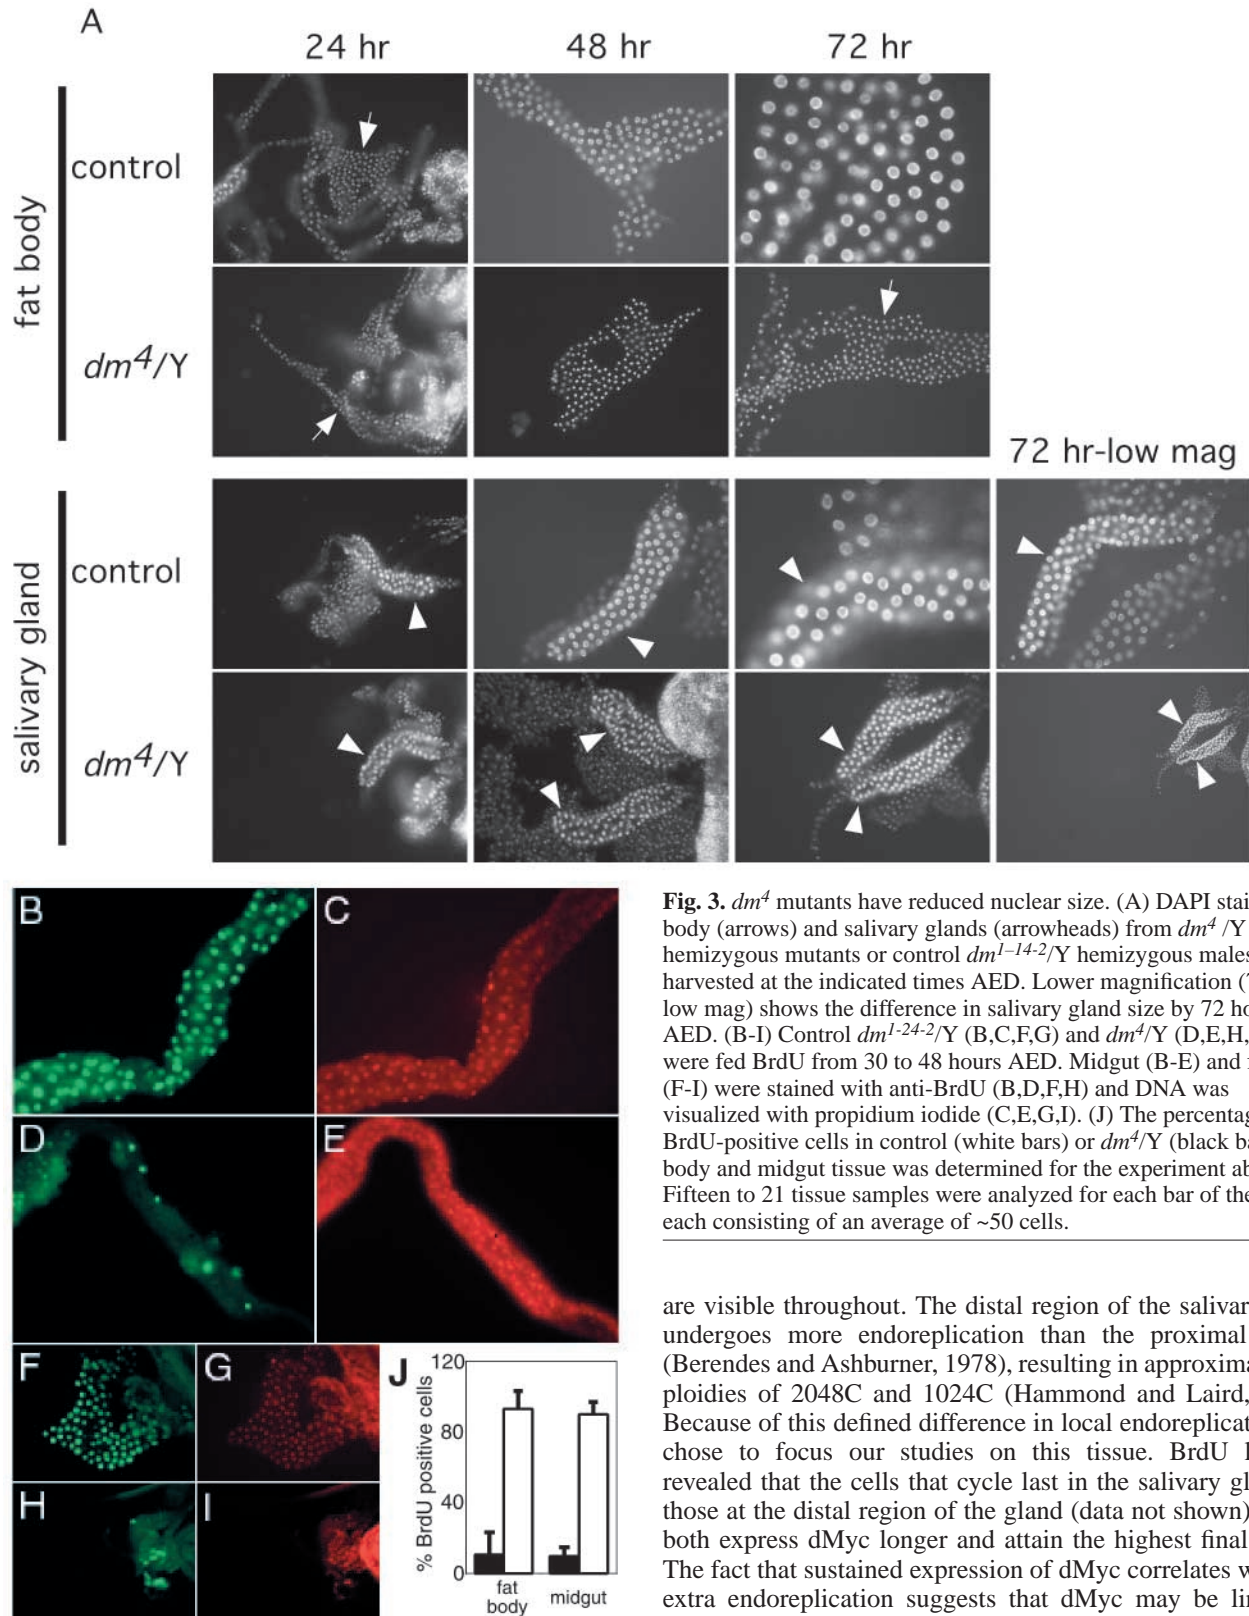 A
24 hr 48 hr 72 hr
fat body
control
dm4/Y
72 hr-low mag
salivary gland
control
dm4/Y
B
C
D
E
F
G
H
I
J
% BrdU positive cells
120
80
40
0
fat body
midgut
Fig. 3. dm4 mutants have reduced nuclear size. (A) DAPI
body (arrows) and salivary glands (arrowheads) from dm4 /Y
hemizygous mutants or control dm1–14-2/Y hemizygous males
harvested at the indicated times AED. Lower magnification
low mag) shows the difference in salivary gland size by 72
AED. (B-I) Control dm1-24-2/Y (B,C,F,G) and dm4/Y (D,E,H,
were fed BrdU from 30 to 48 hours AED. Midgut (B-E) and
(F-I) were stained with anti-BrdU (B,D,F,H) and DNA was
visualized with propidium iodide (C,E,G,I). (J) The
BrdU-positive cells in control (white bars) or dm4/Y (black
body and midgut tissue was determined for the experiment
Fifteen to 21 tissue samples were analyzed for each bar of the
each consisting of an average of ~50 cells.
are visible throughout. The distal region of the
undergoes more endoreplication than the proximal
(Berendes and Ashburner, 1978), resulting in
ploidies of 2048C and 1024C (Hammond and Laird,
Because of this defined difference in local
chose to focus our studies on this tissue. BrdU
revealed that the cells that cycle last in the salivary
those at the distal region of the gland (data not shown)
both express dMyc longer and attain the highest final
The fact that sustained expression of dMyc correlates
extra endoreplication suggests that dMyc may be